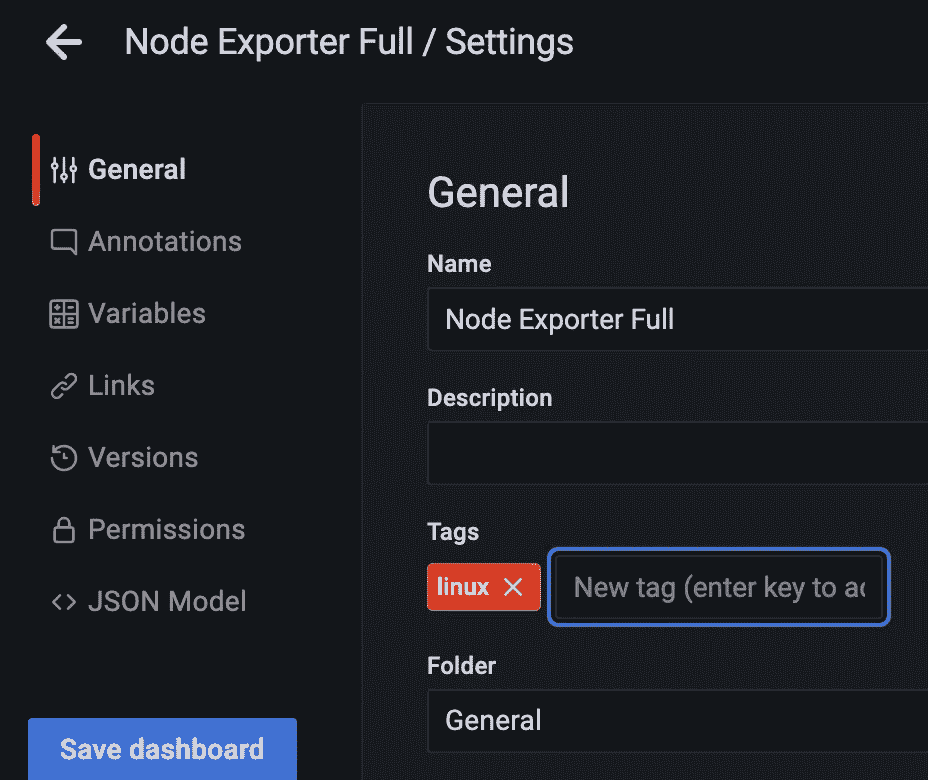 Node Exporter Full / Settings
General
Annotations
Variables
Links
Versions
Permissions
JSON Model
Save dashboard
General
Name
Node Exporter Full
Description
Tags
linux
New tag (enter key to ad
Folder
General